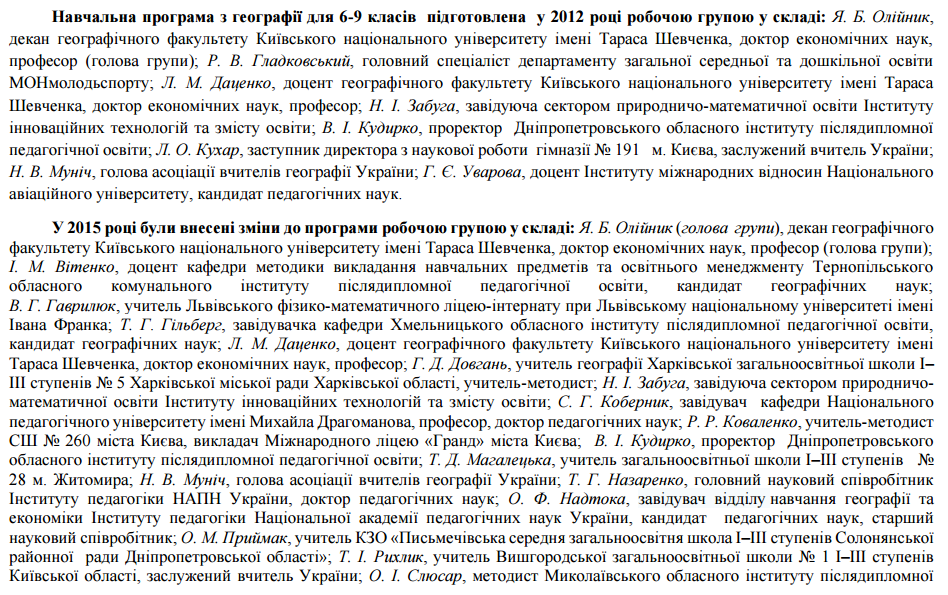 Навчальна програма з географії для 6-9 класів підготовлена у 2012 році робочою групою у складі: Я. Б. Олійник,
декан географічного факультету Київського національного університету імені Тараса Шевченка, доктор економічних наук,
професор (голова групи); Р. В. Гладковський, головний спеціаліст департаменту загальної середньої та дошкільної освіти
МОНмолодьспорту; Л. М. Даценко, доцент географічного факультету Київського національного університету імені Тараса
Шевченка, доктор економічних наук, професор; Н. І. Забуга, завідуюча сектором природничо-математичної освіти Інституту
інноваційних технологій та змісту освіти; В. І. Кудирко, проректор Дніпропетровського обласного інституту післядипломної
педагогічної освіти; Л. О. Кухар, заступник директора з наукової роботи гімназії № 191 м. Києва, заслужений вчитель України;
Н. В. Муніч, голова асоціації вчителів географії України; Г. Є. Уварова, доцент Інституту міжнародних відносин Національного
авіаційного університету, кандидат педагогічних наук.
У 2015 році були внесені зміни до програми робочою групою у складі: Я. Б. Олійник (голова групи), декан географічного
факультету Київського національного університету імені Тараса Шевченка, доктор економічних наук, професор (голова групи);
І. М. Вітенко, доцент кафедри методики викладання навчальних предметів та освітнього менеджменту Тернопільського
обласного комунального інституту післядипломної педагогічної освіти, кандидат географічних наук;
В. Г. Гаврилюк, учитель Львівського фізико-математичного ліцею-інтернату при Львівському національному університеті імені
Івана Франка; Т. Г. Гільберг, завідувачка кафедри Хмельницького обласного інституту післядипломної педагогічної освіти,
кандидат географічних наук; Л. М. Даценко, доцент географічного факультету Київського національного університету імені
Тараса Шевченка, доктор економічних наук, професор; Г. Д. Довгань, учитель географії Харківської загальноосвітньої школи І–
ІІІ ступенів № 5 Харківської міської ради Харківської області, учитель-методист; Н. І. Забуга, завідуюча сектором природничо-
математичної освіти Інституту інноваційних технологій та змісту освіти; С. Г. Коберник, завідувач кафедри Національного
педагогічного університету імені Михайла Драгоманова, професор, доктор педагогічних наук; Р. Р. Коваленко, учитель-методист
СШ № 260 міста Києва, викладач Міжнародного ліцею «Гранд» міста Києва; В. І. Кудирко, проректор Дніпропетровського
обласного інституту післядипломної педагогічної освіти; Т. Д. Магалецька, учитель загальноосвітньої школи І–ІІІ ступенів №
28 м. Житомира; Н. В. Муніч, голова асоціації вчителів географії України; Т. Г. Назаренко, головний науковий співробітник
Інституту педагогіки НАПН України, доктор педагогічних наук; О. Ф. Надтока, завідувач відділу навчання географії та
економіки Інституту педагогіки Національної академії педагогічних наук України, кандидат педагогічних наук, старший
науковий співробітник; О. М. Приймак, учитель КЗО «Письмечівська середня загальноосвітня школа І–ІІІ ступенів Солонянської
районної ради Дніпропетровської області»; Т. І. Рихлик, учитель Вишгородської загальноосвітньої школи № 1 І–ІІІ ступенів
Київської області, заслужений вчитель України; О. І. Слюсар, методист Миколаївського обласного інституту післядипломної